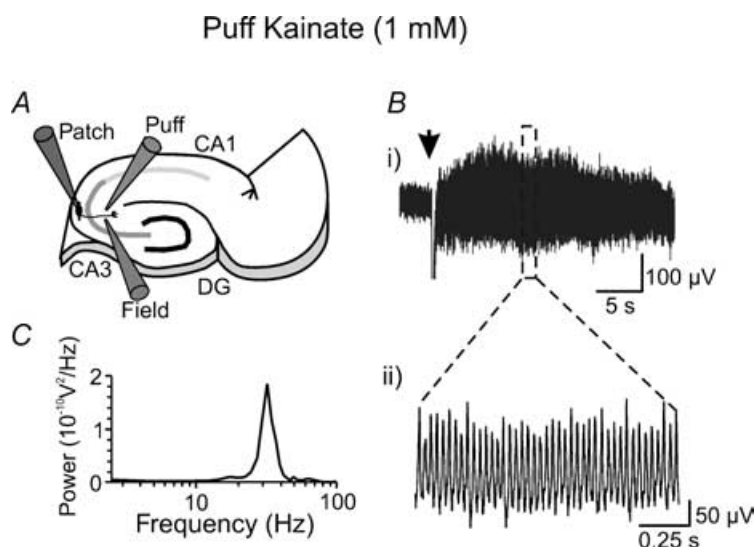 Puff Kainate (1 mM)
A
Patch
Puff
CA1
CA3
DG
Field
B
i)
100 µV
5 s
ii)
50 µV
0.25 s
C
Power (10⁻¹⁰V²/Hz)
2
1
0
10
100
Frequency (Hz)